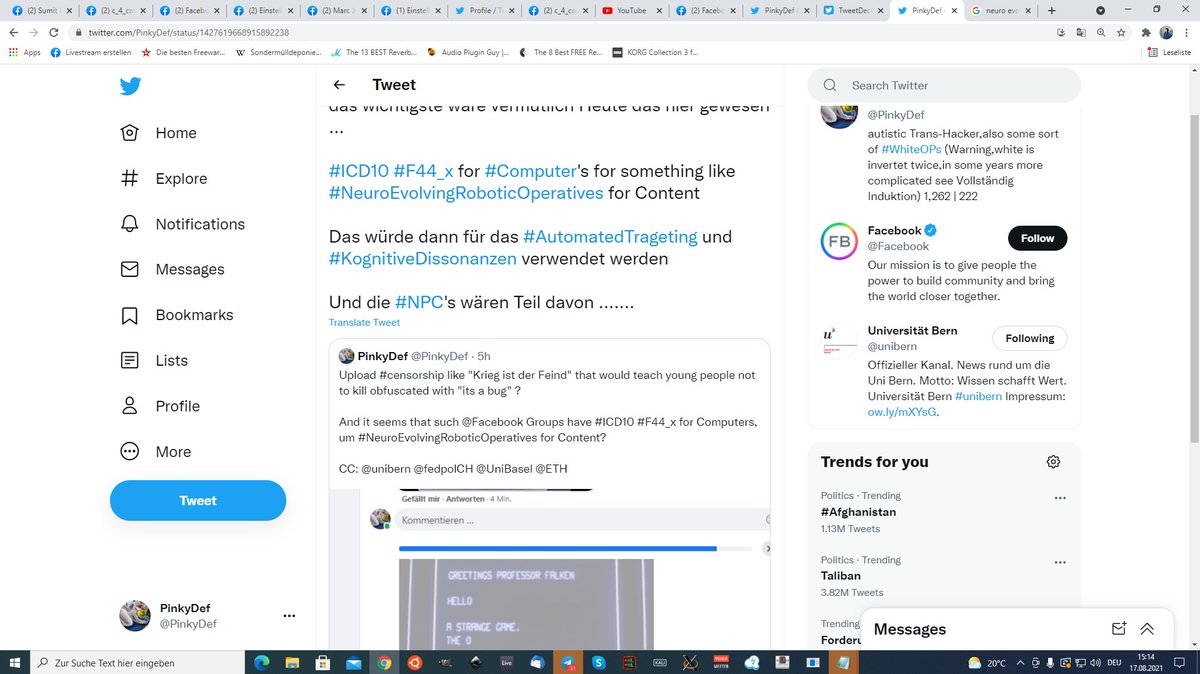 (2) Sumit
(2) c_4_co
(2) Facebo
(2) Einstell
(2) Marc J
(1) Einstel
Profile / T
(2) c_4_co
YouTube
(2) Facebo
PinkyDef
TweetDec
PinkyDef
neuro evo
twitter.com/PinkyDef/status/1427619668915892238
Apps
Livestream erstellen
Die besten Freewar...
Sondermülldeponie...
The 13 BEST Reverb...
Audio Plugin Guy |...
The 8 Best FREE Re...
KORG Collection 3 f...
Leseliste
Home
Explore
Notifications
Messages
Bookmarks
Lists
Profile
More
Tweet
PinkyDef
@PinkyDef
Tweet
das wichtigste wäre vermutlich Heute das hier gewesen
...
#ICD10 #F44_x for #Computer's for something like
#NeuroEvolvingRoboticOperatives for Content
Das würde dann für das #AutomatedTrageting und
#KognitiveDissonanzen verwendet werden
Und die #NPC's wären Teil davon .......
Translate Tweet
PinkyDef @PinkyDef · 5h
Upload #censorship like "Krieg ist der Feind" that would teach young people not
to kill obfuscated with "its a bug" ?
And it seems that such @Facebook Groups have #ICD10 #F44_x for Computers,
um #NeuroEvolvingRoboticOperatives for Content?
CC: @unibern @fedpolCH @UniBasel @ETH
Gefällt mir · Antworten · 4 Min.
Kommentieren ...
GREETINGS PROFESSOR FALKEN
HELLO
A STRANGE GAME.
THE O
Search Twitter
@PinkyDef
autistic Trans-Hacker,also some sort
of #WhiteOPs (Warning,white is
invertet twice,in some years more
complicated see Vollständig
Induktion) 1,262 | 222
FB
Facebook
@Facebook
Follow
Our mission is to give people the
power to build community and bring
the world closer together.
Universität Bern
@unibern
Following
Offizieller Kanal. News rund um die
Uni Bern. Motto: Wissen schafft Wert.
Universität Bern #unibern Impressum:
ow.ly/mXYsG.
Trends for you
Politics · Trending
#Afghanistan
1.13M Tweets
Politics · Trending
Taliban
3.82M Tweets
Trending
Forderu
Messages
Zur Suche Text hier eingeben
Live
20°C
DEU
15:14
17.08.2021